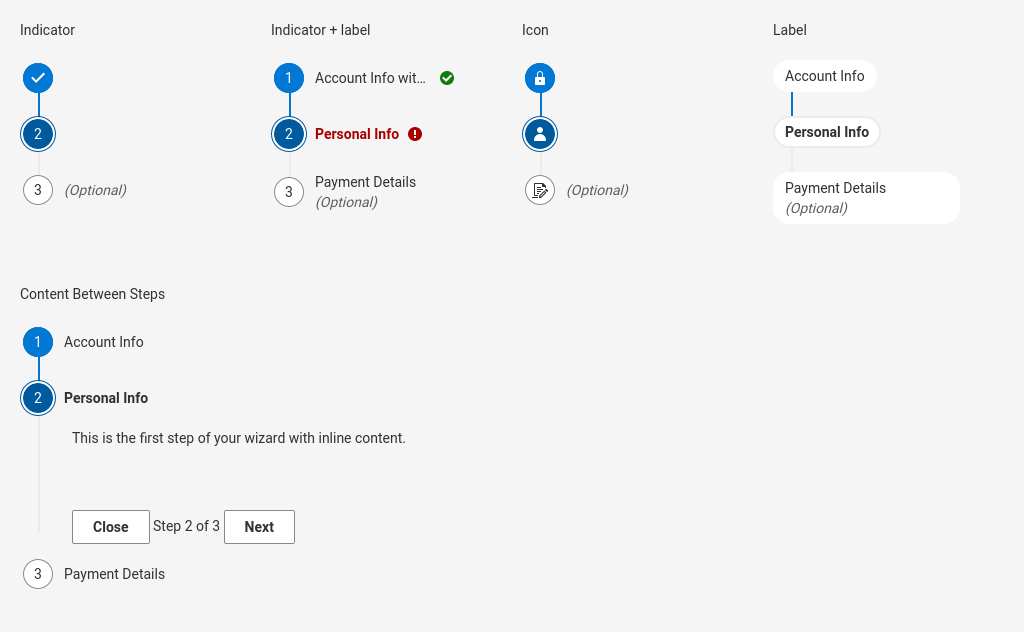 Indicator
2
3 (Optional)
Indicator + label
1 Account Info wit...
2 Personal Info
3 Payment Details
(Optional)
Icon
(Optional)
Label
Account Info
Personal Info
Payment Details
(Optional)
Content Between Steps
1 Account Info
2 Personal Info
This is the first step of your wizard with inline content.
Close Step 2 of 3 Next
3 Payment Details